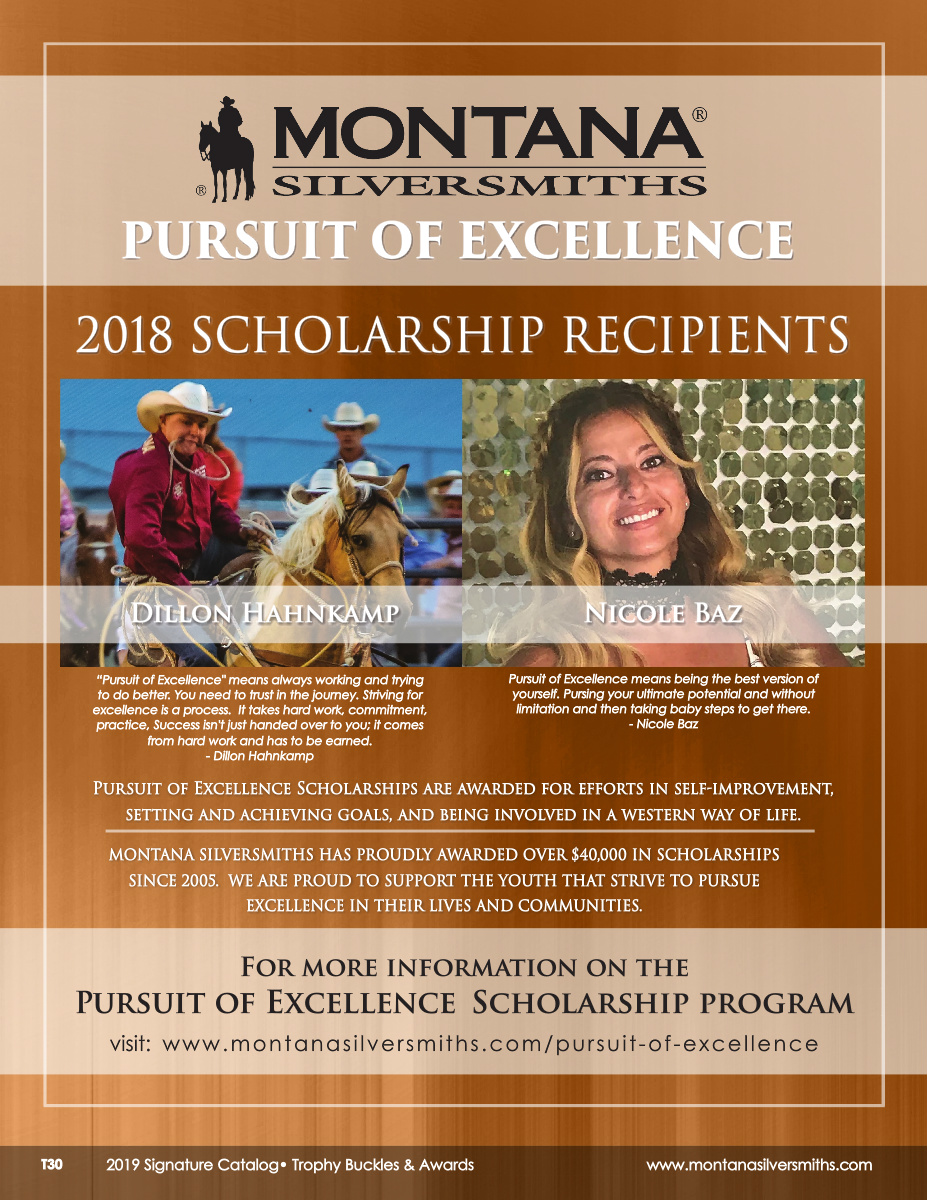 MONTANA®
® SILVERSMITHS
PURSUIT OF EXCELLENCE
2018 SCHOLARSHIP RECIPIENTS
DILLON HAHNKAMP
NICOLE BAZ
"Pursuit of Excellence" means always working and trying
to do better. You need to trust in the journey. Striving for
excellence is a process.  It takes hard work, commitment,
practice, Success isn't just handed over to you; it comes
from hard work and has to be earned.
- Dillon Hahnkamp
Pursuit of Excellence means being the best version of
yourself. Pursing your ultimate potential and without
limitation and then taking baby steps to get there.
- Nicole Baz
PURSUIT OF EXCELLENCE SCHOLARSHIPS ARE AWARDED FOR EFFORTS IN SELF-IMPROVEMENT,
SETTING AND ACHIEVING GOALS, AND BEING INVOLVED IN A WESTERN WAY OF LIFE.
MONTANA SILVERSMITHS HAS PROUDLY AWARDED OVER $40,000 IN SCHOLARSHIPS
SINCE 2005.  WE ARE PROUD TO SUPPORT THE YOUTH THAT STRIVE TO PURSUE
EXCELLENCE IN THEIR LIVES AND COMMUNITIES.
FOR MORE INFORMATION ON THE
PURSUIT OF EXCELLENCE SCHOLARSHIP PROGRAM
visit: www.montanasilversmiths.com/pursuit-of-excellence
T30 2019 Signature Catalog• Trophy Buckles & Awards www.montanasilversmiths.com